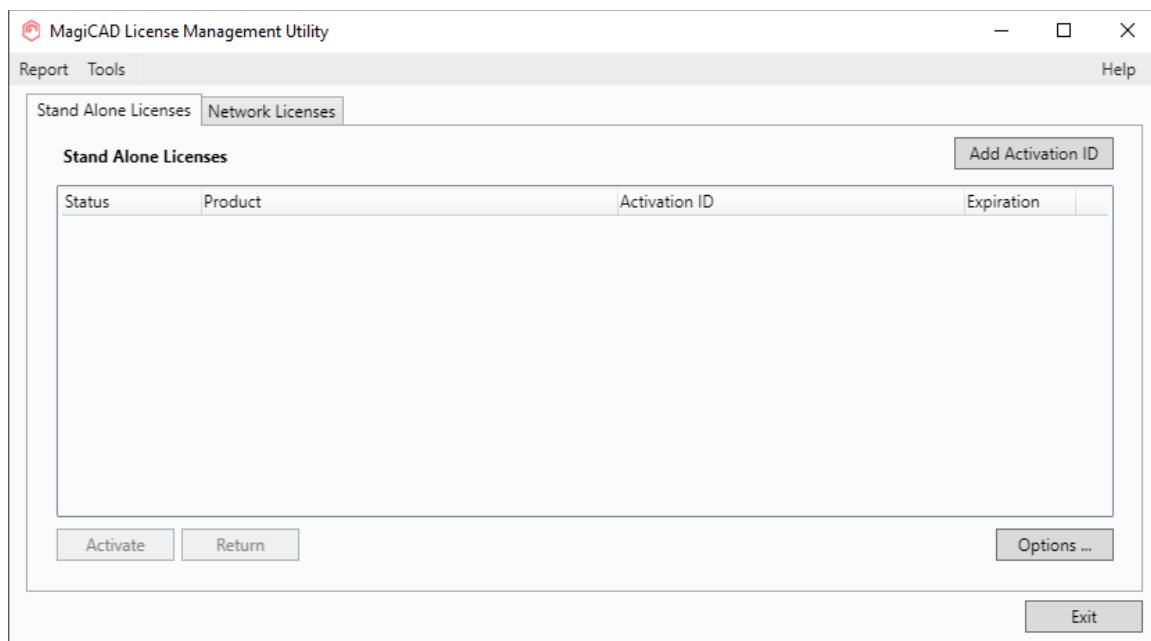 MagiCAD License Management Utility
Report Tools Help
Stand Alone Licenses Network Licenses
Stand Alone Licenses Add Activation ID
Status Product Activation ID Expiration
Activate Return Options ...
Exit